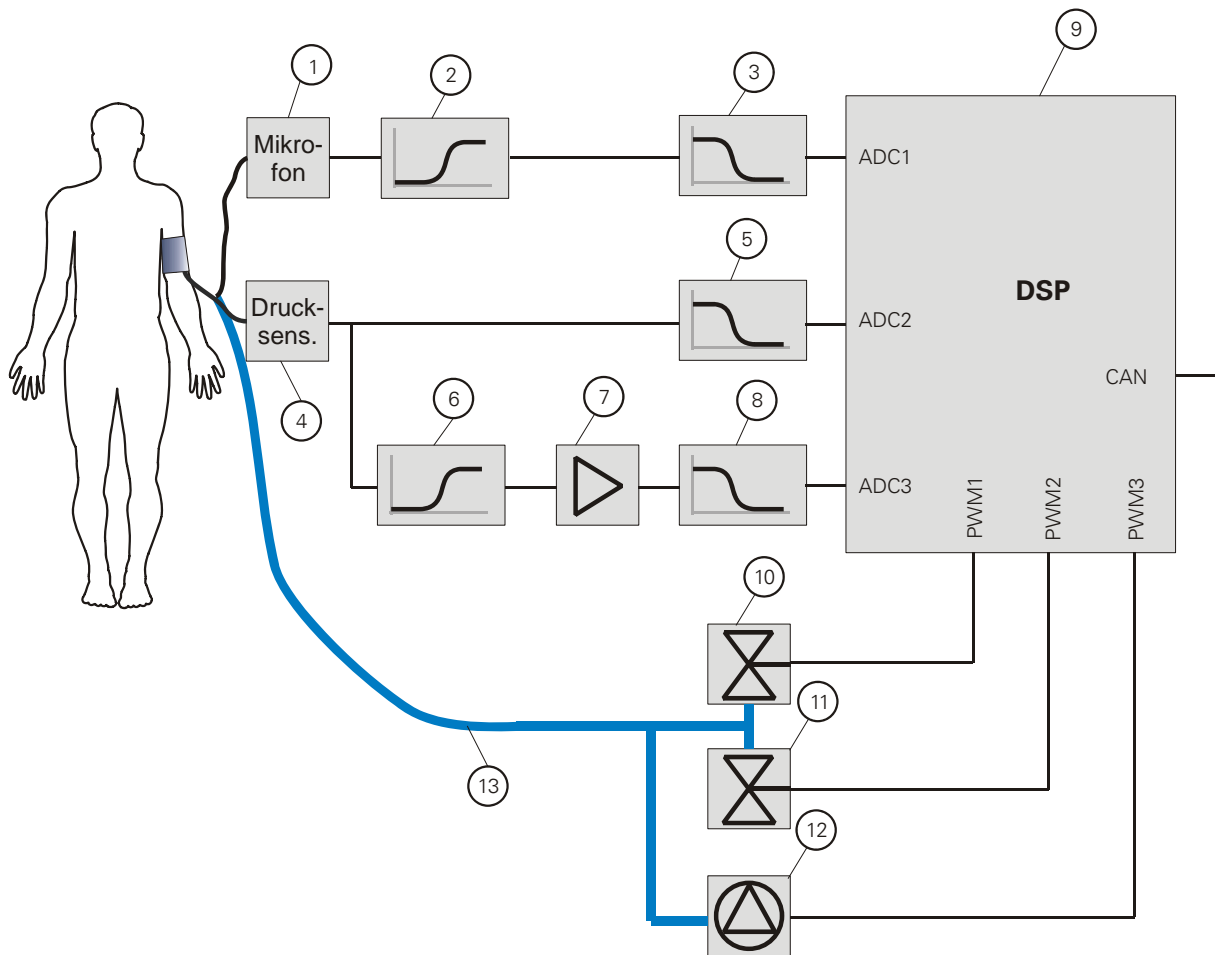 1
2
3
9
Mikro-
fon
ADC1
5
DSP
Druck-
sens.
ADC2
CAN
4
6
7
8
ADC3
PWM1
PWM2
PWM3
10
11
13
12